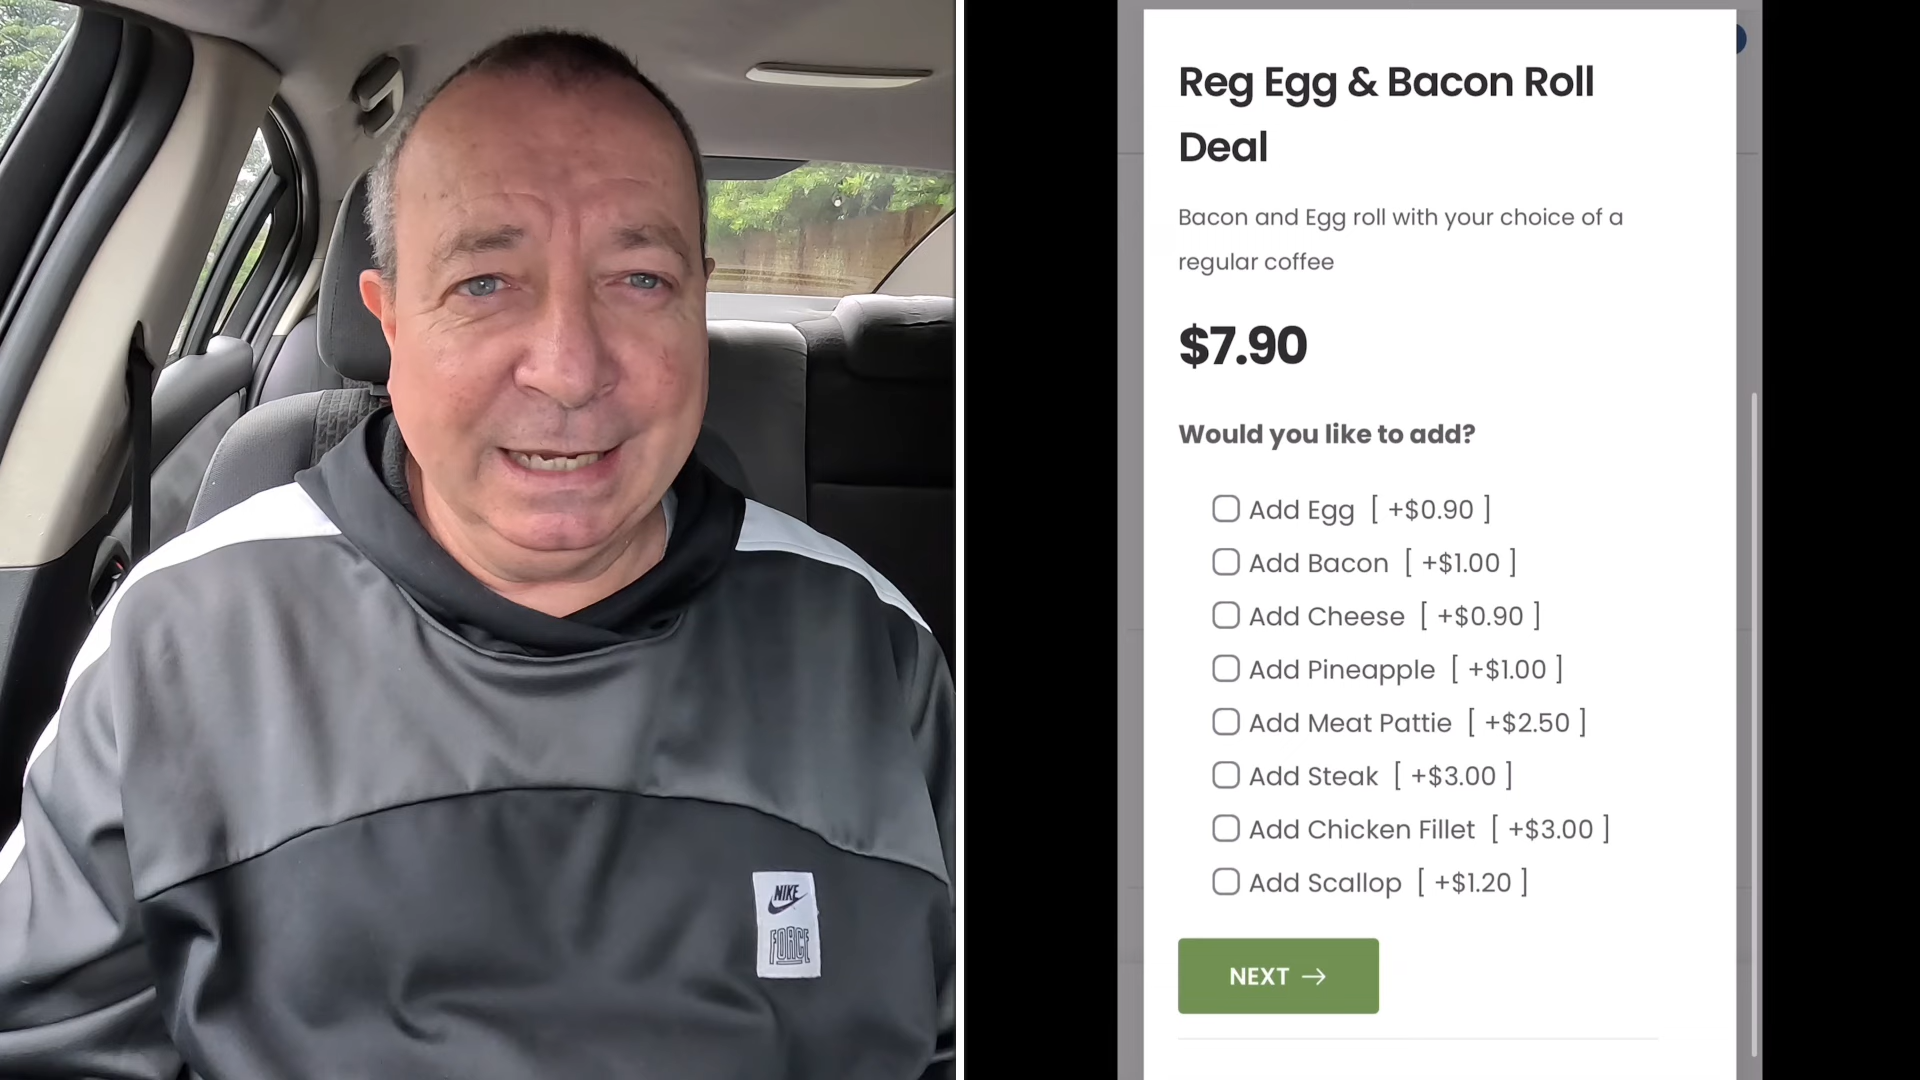 Reg Egg & Bacon Roll
Deal
Bacon and Egg roll with your choice of a
regular coffee
$7.90
Would you like to add?
Add Egg [ +$0.90 ]
Add Bacon [ +$1.00 ]
Add Cheese [ +$0.90 ]
Add Pineapple [ +$1.00 ]
Add Meat Pattie [ +$2.50 ]
Add Steak [ +$3.00 ]
Add Chicken Fillet [ +$3.00 ]
Add Scallop [ +$1.20 ]
NEXT →
NIKE
FORCE